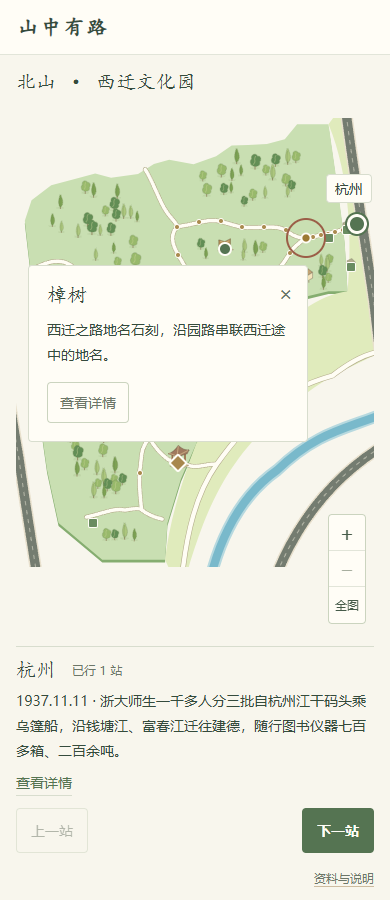 山中有路
北山 • 西迁文化园
杭州
樟树
×
西迁之路地名石刻，沿园路串联西迁途
中的地名。
查看详情
+
−
全图
杭州 已行 1 站
1937.11.11 · 浙大师生一千多人分三批自杭州江干码头乘
乌篷船，沿钱塘江、富春江迁往建德，随行图书仪器七百
多箱、二百余吨。
查看详情
上一站
下一站
资料与说明